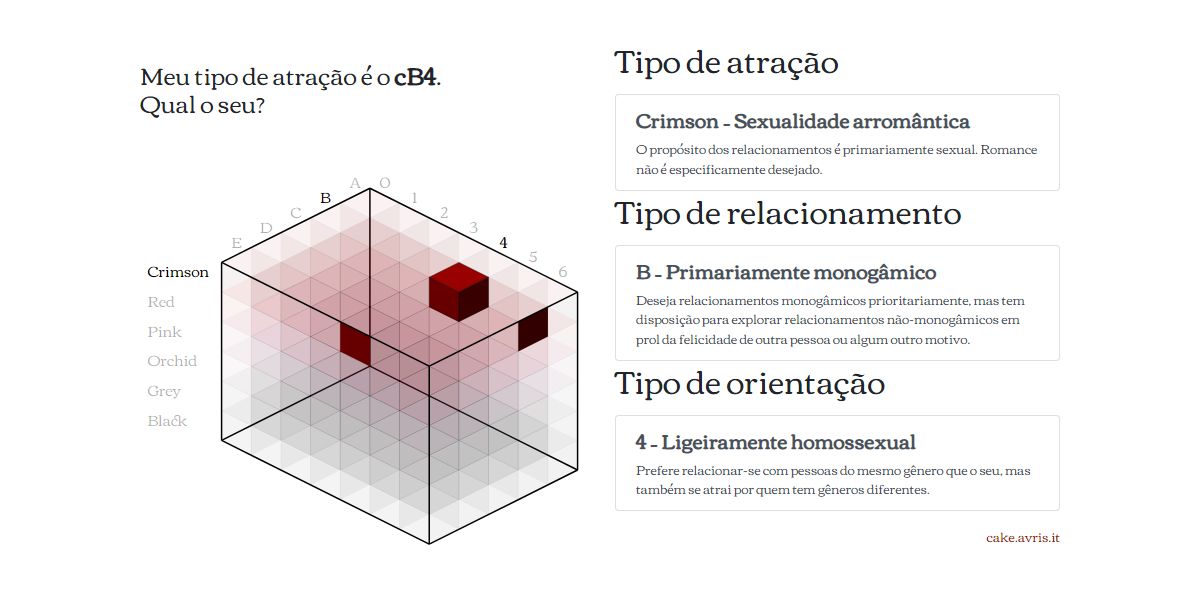 Meu tipo de atração é o cB4.
Qual o seu?
A 0
B 1
C 2
D 3
E 4
5
6
Crimson
Red
Pink
Orchid
Grey
Black
Tipo de atração
Crimson - Sexualidade arromântica
O propósito dos relacionamentos é primariamente sexual. Romance
não é especificamente desejado.
Tipo de relacionamento
B - Primariamente monogâmico
Deseja relacionamentos monogâmicos prioritariamente, mas tem
disposição para explorar relacionamentos não-monogâmicos em
prol da felicidade de outra pessoa ou algum outro motivo.
Tipo de orientação
4 - Ligeiramente homossexual
Prefere relacionar-se com pessoas do mesmo gênero que o seu, mas
também se atrai por quem tem gêneros diferentes.
cake.avris.it